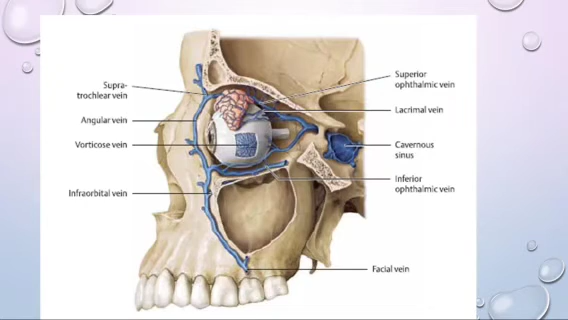 Supra-
trochlear vein
Angular vein
Vorticose vein
Infraorbital vein
Superior
ophthalmic vein
Lacrimal vein
Cavernous
sinus
Inferior
ophthalmic vein
Facial vein